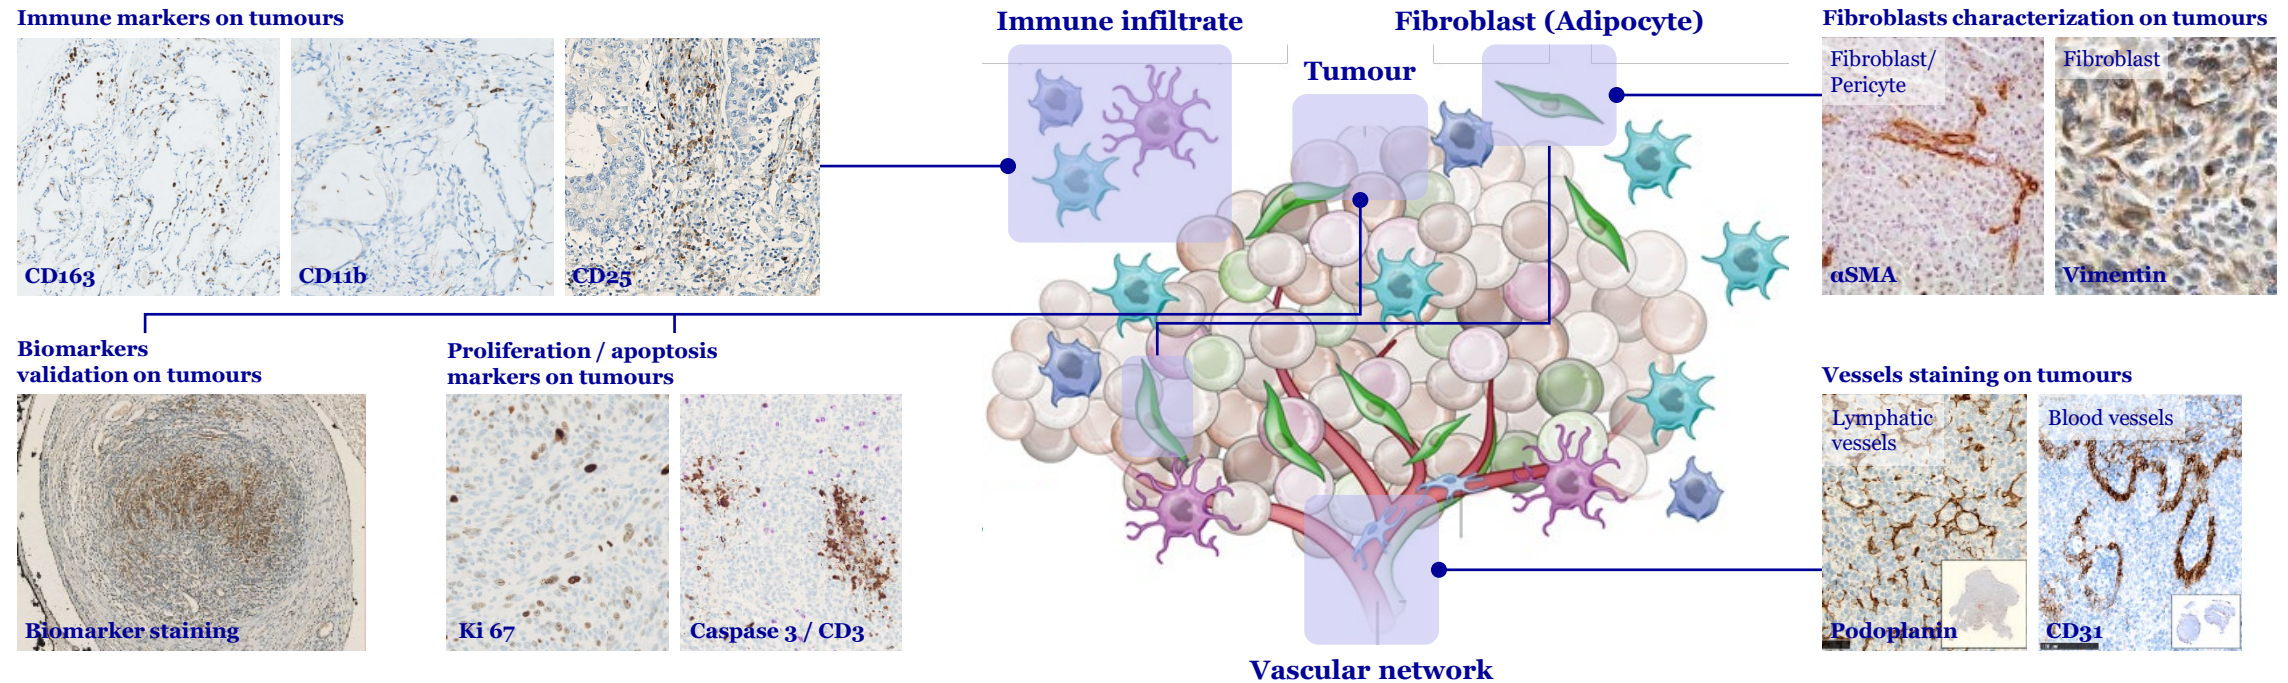 Immune markers on tumours
CD163
CD11b
CD25
Immune infiltrate
Fibroblast (Adipocyte)
Tumour
Fibroblasts characterization on tumours
Fibroblast/
Pericyte
αSMA
Fibroblast
Vimentin
Biomarkers
validation on tumours
Biomarker staining
Proliferation / apoptosis
markers on tumours
Ki 67
Caspase 3 / CD3
Vascular network
Vessels staining on tumours
Lymphatic
vessels
Podoplanin
Blood vessels
CD31